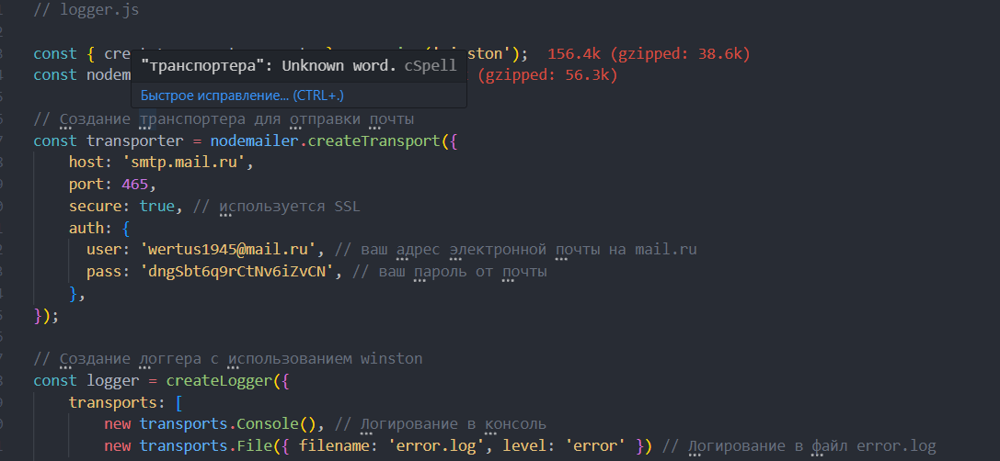 // logger.js
const { cre ston'); 156.4k (gzipped: 38.6k)
"транспортера": Unknown word. cSpell
const nodem (gzipped: 56.3k)
Быстрое исправление... (CTRL+.)
// Создание транспортера для отправки почты
const transporter = nodemailer.createTransport({
host: 'smtp.mail.ru',
port: 465,
secure: true, // используется SSL
auth: {
user: 'wertus1945@mail.ru', // ваш адрес электронной почты на mail.ru
pass: 'dngSbt6q9rCtNv6iZvCN', // ваш пароль от почты
},
});
// Создание логгера с использованием winston
const logger = createLogger({
transports: [
new transports.Console(), // Логирование в консоль
new transports.File({ filename: 'error.log', level: 'error' }) // Логирование в файл error.log